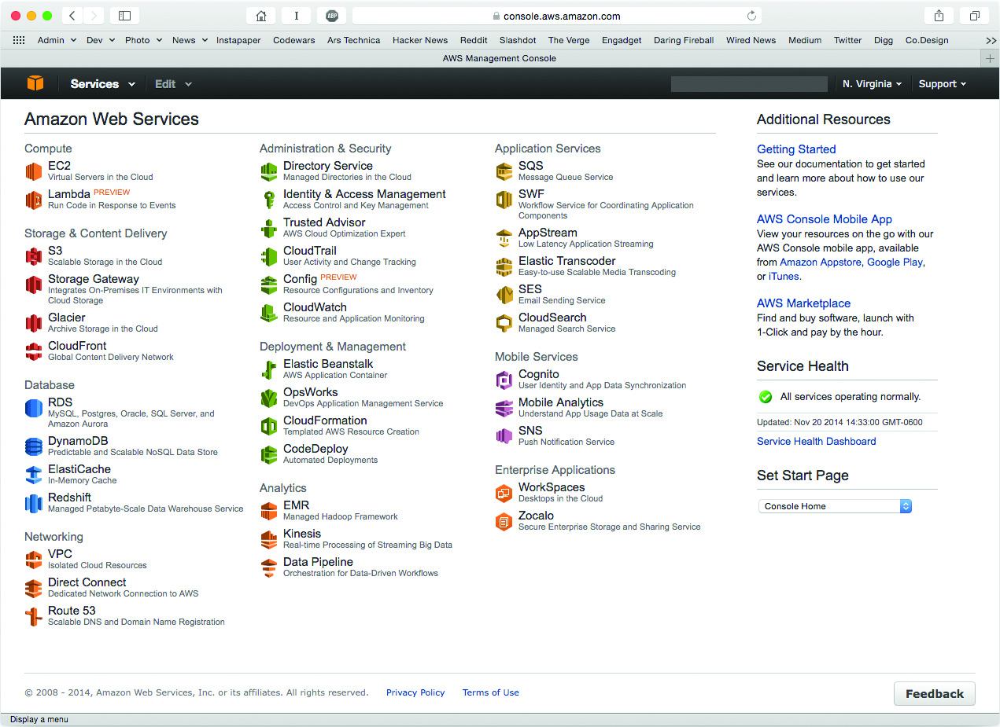 ABP
console.aws.amazon.com
Admin Dev Photo News Instapaper Codewars Ars Technica Hacker News Reddit Slashdot The Verge Engadget Daring Fireball Wired News Medium Twitter Digg Co.Design >>
AWS Management Console
Services Edit N. Virginia Support
Amazon Web Services
Compute
EC2
Virtual Servers in the Cloud
Lambda PREVIEW
Run Code in Response to Events
Storage & Content Delivery
S3
Scalable Storage in the Cloud
Storage Gateway
Integrates On-Premises IT Environments with
Cloud Storage
Glacier
Archive Storage in the Cloud
CloudFront
Global Content Delivery Network
Database
RDS
MySQL, Postgres, Oracle, SQL Server, and
Amazon Aurora
DynamoDB
Predictable and Scalable NoSQL Data Store
ElastiCache
In-Memory Cache
Redshift
Managed Petabyte-Scale Data Warehouse Service
Networking
VPC
Isolated Cloud Resources
Direct Connect
Dedicated Network Connection to AWS
Route 53
Scalable DNS and Domain Name Registration
Administration & Security
Directory Service
Managed Directories in the Cloud
Identity & Access Management
Access Control and Key Management
Trusted Advisor
AWS Cloud Optimization Expert
CloudTrail
User Activity and Change Tracking
Config PREVIEW
Resource Configurations and Inventory
CloudWatch
Resource and Application Monitoring
Deployment & Management
Elastic Beanstalk
AWS Application Container
OpsWorks
DevOps Application Management Service
CloudFormation
Templated AWS Resource Creation
CodeDeploy
Automated Deployments
Analytics
EMR
Managed Hadoop Framework
Kinesis
Real-time Processing of Streaming Big Data
Data Pipeline
Orchestration for Data-Driven Workflows
Application Services
SQS
Message Queue Service
SWF
Workflow Service for Coordinating Application
Components
AppStream
Low Latency Application Streaming
Elastic Transcoder
Easy-to-use Scalable Media Transcoding
SES
Email Sending Service
CloudSearch
Managed Search Service
Mobile Services
Cognito
User Identity and App Data Synchronization
Mobile Analytics
Understand App Usage Data at Scale
SNS
Push Notification Service
Enterprise Applications
WorkSpaces
Desktops in the Cloud
Zocalo
Secure Enterprise Storage and Sharing Service
Additional Resources
Getting Started
See our documentation to get started
and learn more about how to use our
services.
AWS Console Mobile App
View your resources on the go with our
AWS Console mobile app, available
from Amazon Appstore, Google Play,
or iTunes.
AWS Marketplace
Find and buy software, launch with
1-Click and pay by the hour.
Service Health
All services operating normally.
Updated: Nov 20 2014 14:33:00 GMT-0600
Service Health Dashboard
Set Start Page
Console Home
© 2008 - 2014, Amazon Web Services, Inc. or its affiliates. All rights reserved. Privacy Policy Terms of Use
Feedback
Display a menu